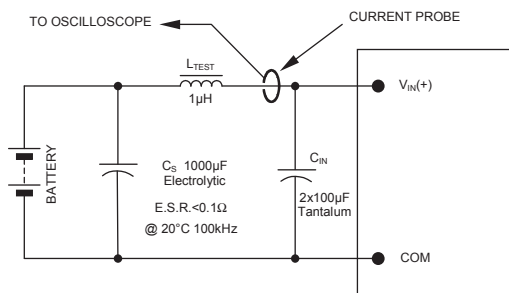 TO OSCILLOSCOPE
CURRENT PROBE
LTEST
1µH
VIN(+)
BATTERY
CS 1000µF
Electrolytic
E.S.R.<0.1Ω
@ 20°C 100kHz
CIN
2x100µF
Tantalum
COM